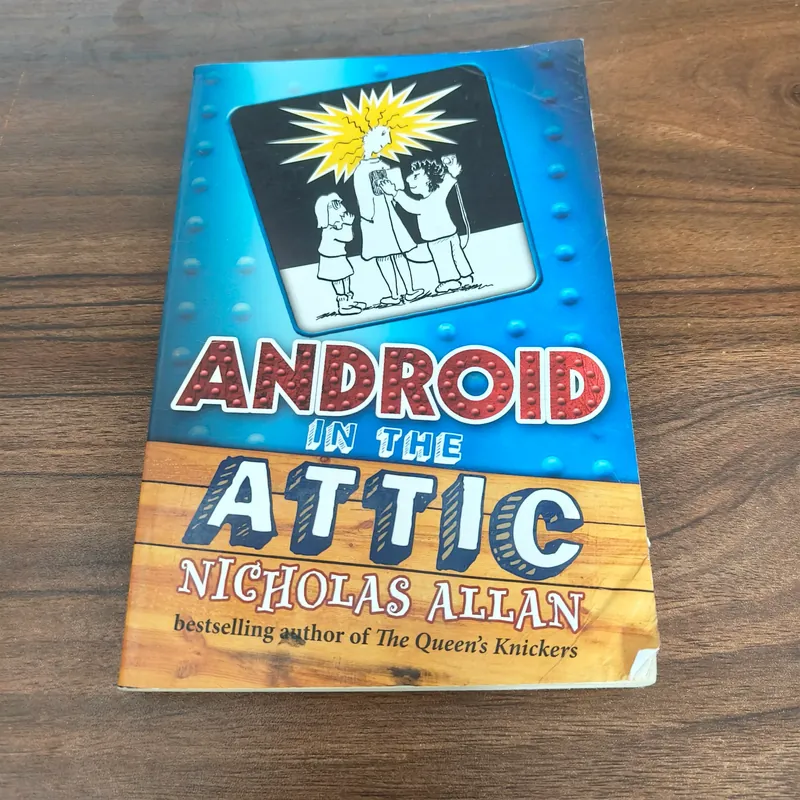 ANDROID
IN THE
ATTIC
NICHOLAS ALLAN
bestselling author of The Queen's Knickers